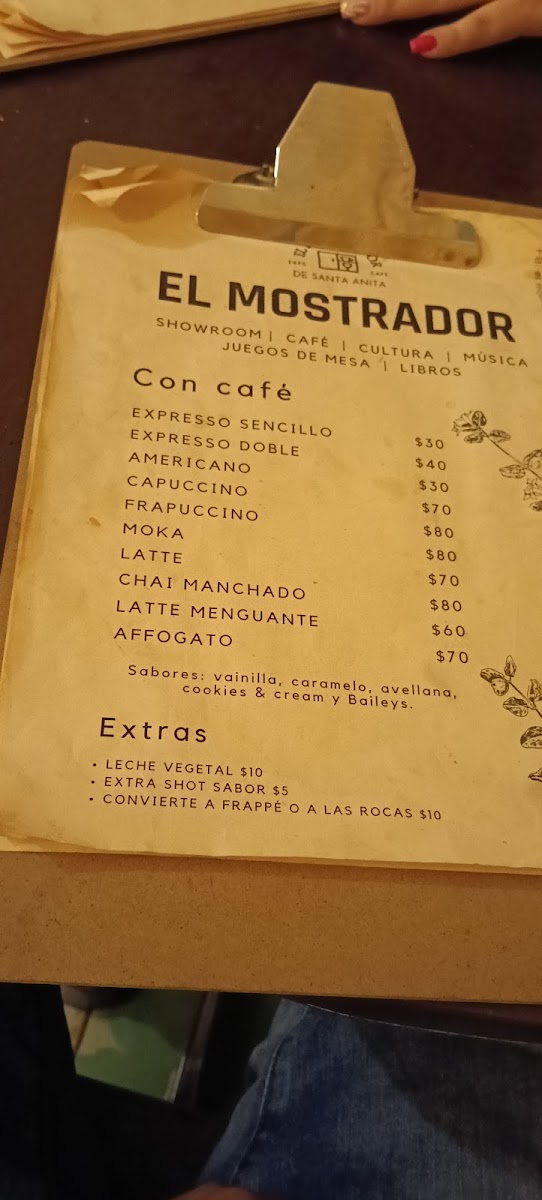 DE SANTA ANITA
EL MOSTRADOR
SHOWROOM | CAFÉ | CULTURA | MÚSICA
JUEGOS DE MESA | LIBROS
Con café
EXPRESSO SENCILLO $30
EXPRESSO DOBLE $40
AMERICANO $30
CAPUCCINO $70
FRAPUCCINO $80
MOKA $80
LATTE $70
CHAI MANCHADO $80
LATTE MENGUANTE $60
AFFOGATO $70
Sabores: vainilla, caramelo, avellana,
cookies & cream y Baileys.
Extras
• LECHE VEGETAL $10
• EXTRA SHOT SABOR $5
• CONVIERTE A FRAPPÉ O A LAS ROCAS $10